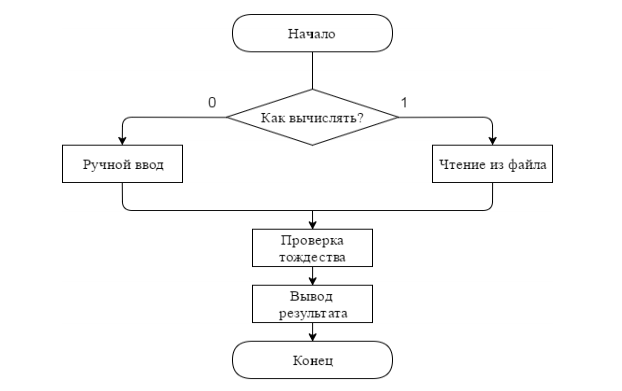 Начало
0
1
Как вычислять?
Ручной ввод
Чтение из файла
Проверка
тождества
Вывод
результата
Конец